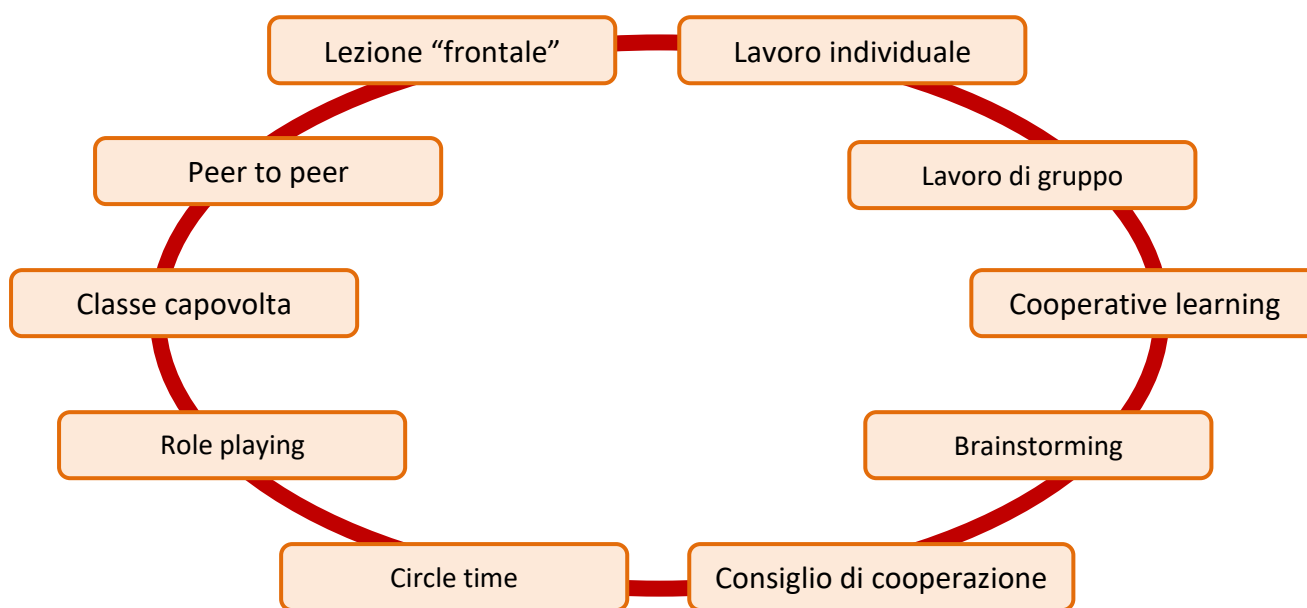 Lezione “frontale”
Lavoro individuale
Peer to peer
Lavoro di gruppo
Classe capovolta
Cooperative learning
Role playing
Brainstorming
Circle time
Consiglio di cooperazione